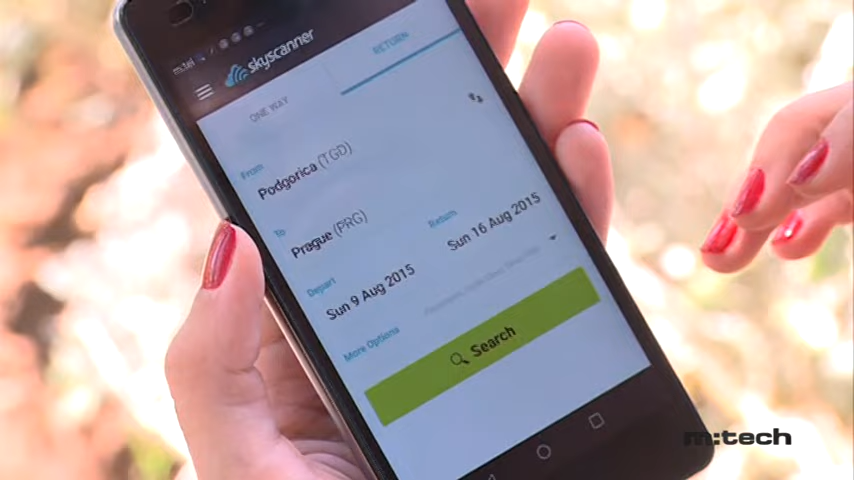 m:tel
skyscanner
ONE WAY
RETURN
From
Podgorica (TGD)
To
Prague (PRG)
Depart
Sun 9 Aug 2015
Return
Sun 16 Aug 2015
More Options
Search
m:tech